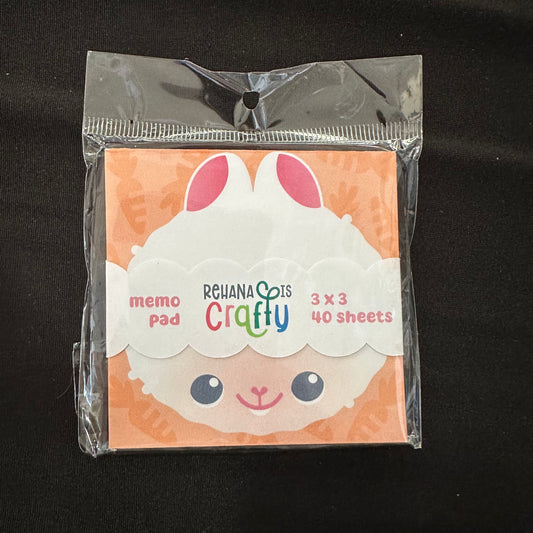 memo
pad
REHANA IS
Crafty
3 x 3
40 sheets